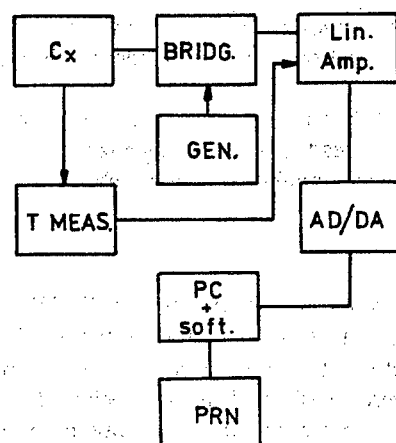 Cx
BRIDG.
Lin.
Amp.
GEN.
T MEAS.
AD/DA
PC
+
soft.
PRN